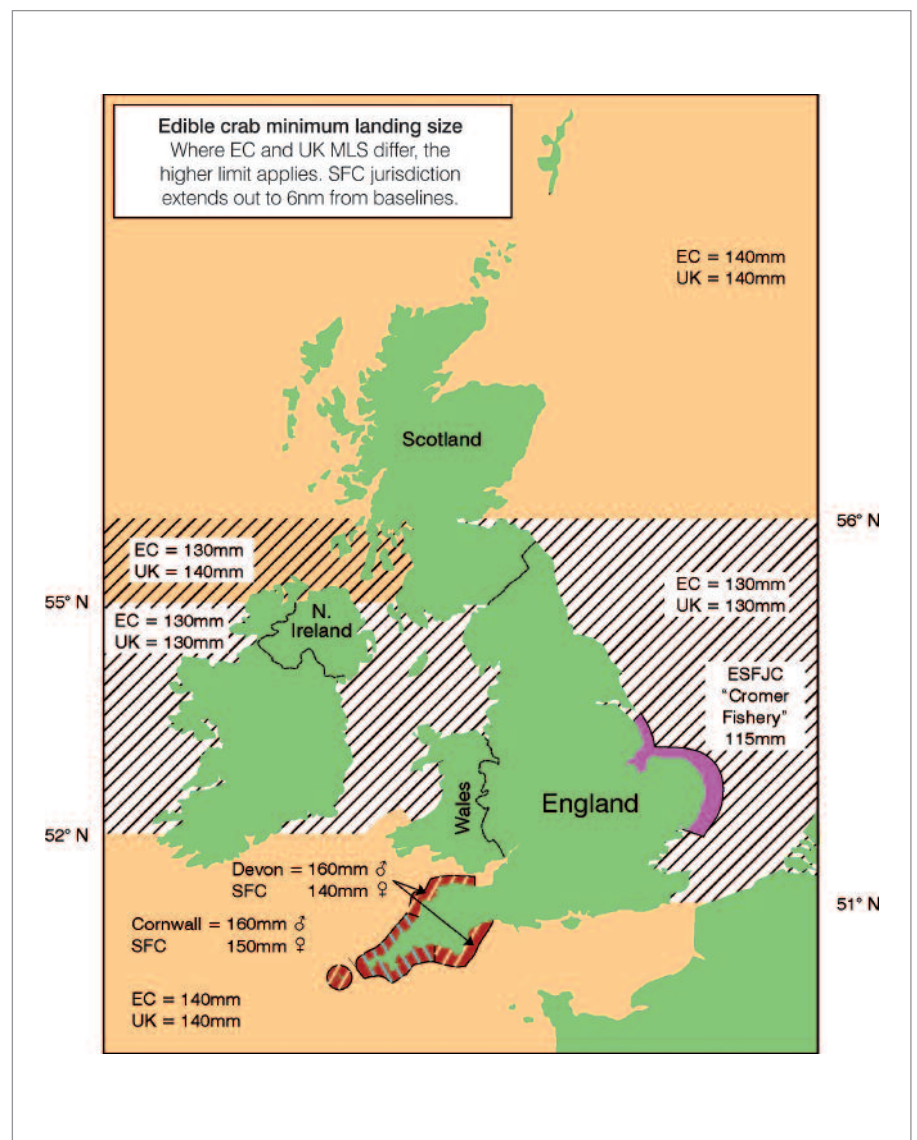 Edible crab minimum landing size
Where EC and UK MLS differ, the
higher limit applies. SFC jurisdiction
extends out to 6nm from baselines.
EC = 140mm
UK = 140mm
Scotland
56° N
EC = 130mm
UK = 140mm
EC = 130mm
UK = 130mm
55° N
EC = 130mm
UK = 130mm
N.
Ireland
ESFJC
“Cromer
Fishery”
115mm
Wales
England
52° N
Devon = 160mm ♂
SFC 140mm ♀
51° N
Cornwall = 160mm ♂
SFC 150mm ♀
EC = 140mm
UK = 140mm